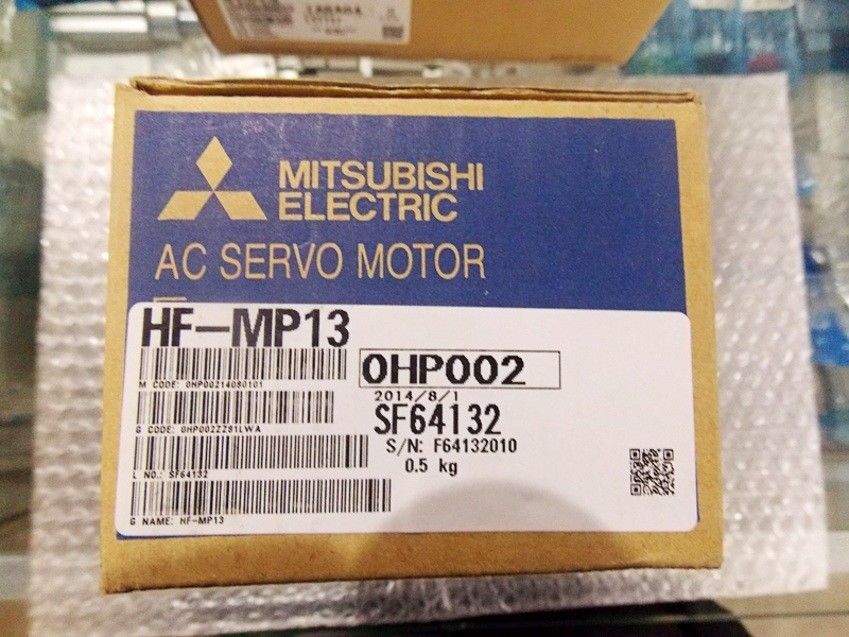 MITSUBISHI
ELECTRIC
AC SERVO MOTOR
HF-MP13
M CODE: 0HP00214080101
0HP002
2014/8/1
G CODE: 0HP002ZZ81LWA
SF64132
S/N: F64132010
L NO.: SF64132
0.5 kg
G NAME: HF-MP13